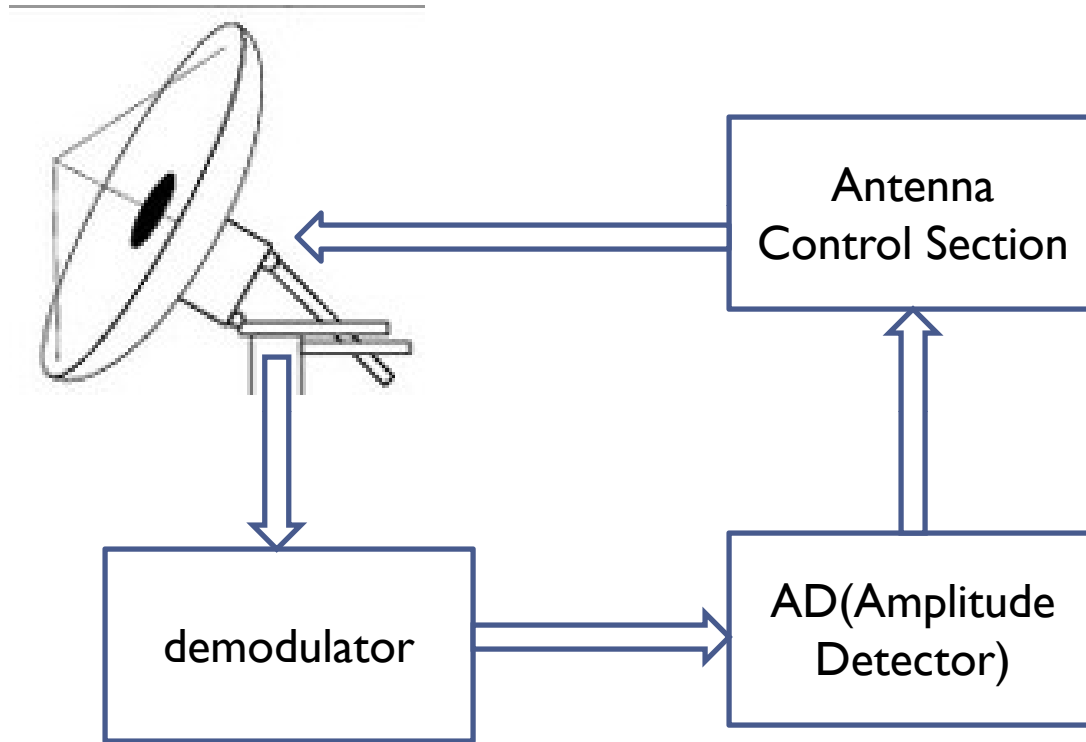 Antenna
Control Section
demodulator
AD(Amplitude
Detector)